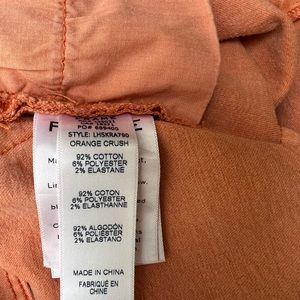 STYLE: LHSKRA790
ORANGE CRUSH
92% COTTON
6% POLYESTER
2% ELASTANE
92% COTON
6% POLYESTER
2% ELASTHANNE
92% ALGODÓN
6% POLIESTER
2% ELASTANO
MADE IN CHINA
FABRIQUÉ EN
CHINE